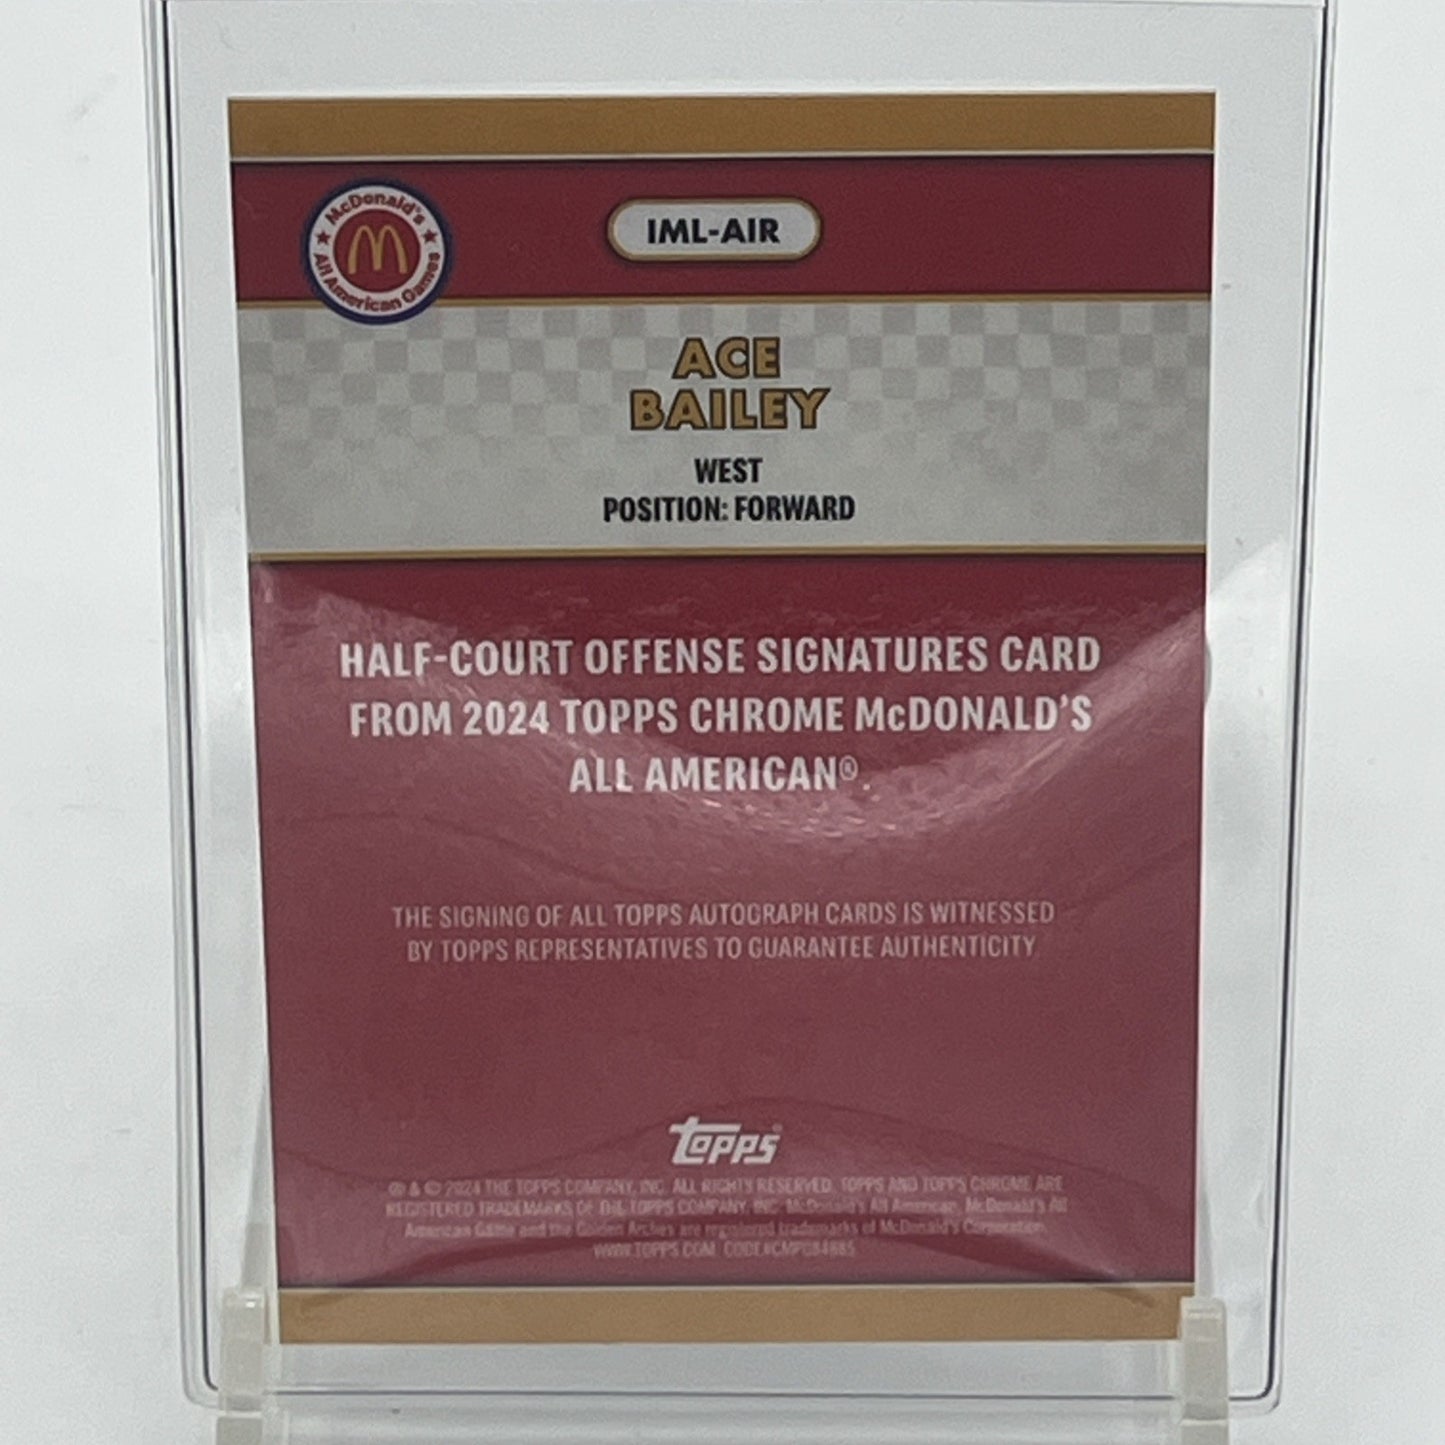 McDonald's
All American Games
IML-AIR
ACE
BAILEY
WEST
POSITION: FORWARD
HALF-COURT OFFENSE SIGNATURES CARD
FROM 2024 TOPPS CHROME McDONALD'S
ALL AMERICAN®.
THE SIGNING OF ALL TOPPS AUTOGRAPH CARDS IS WITNESSED
BY TOPPS REPRESENTATIVES TO GUARANTEE AUTHENTICITY
topps
® & © 2024 THE TOPPS COMPANY, INC. ALL RIGHTS RESERVED. TOPPS AND TOPPS CHROME ARE
REGISTERED TRADEMARKS OF THE TOPPS COMPANY, INC. McDonald's All American, McDonald's All
American Game and the Golden Arches are registered trademarks of McDonald's Corporation.
WWW.TOPPS.COM CODE#CMP084885